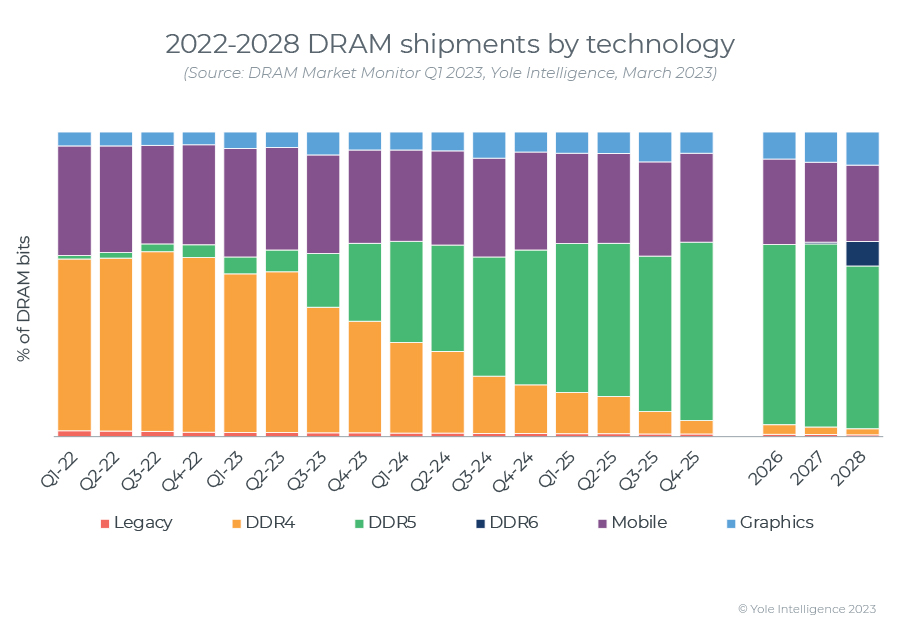 2022-2028 DRAM shipments by technology
(Source: DRAM Market Monitor Q1 2023, Yole Intelligence, March 2023)
% of DRAM bits
Q1-22
Q2-22
Q3-22
Q4-22
Q1-23
Q2-23
Q3-23
Q4-23
Q1-24
Q2-24
Q3-24
Q4-24
Q1-25
Q2-25
Q3-25
Q4-25
2026
2027
2028
Legacy
DDR4
DDR5
DDR6
Mobile
Graphics
© Yole Intelligence 2023